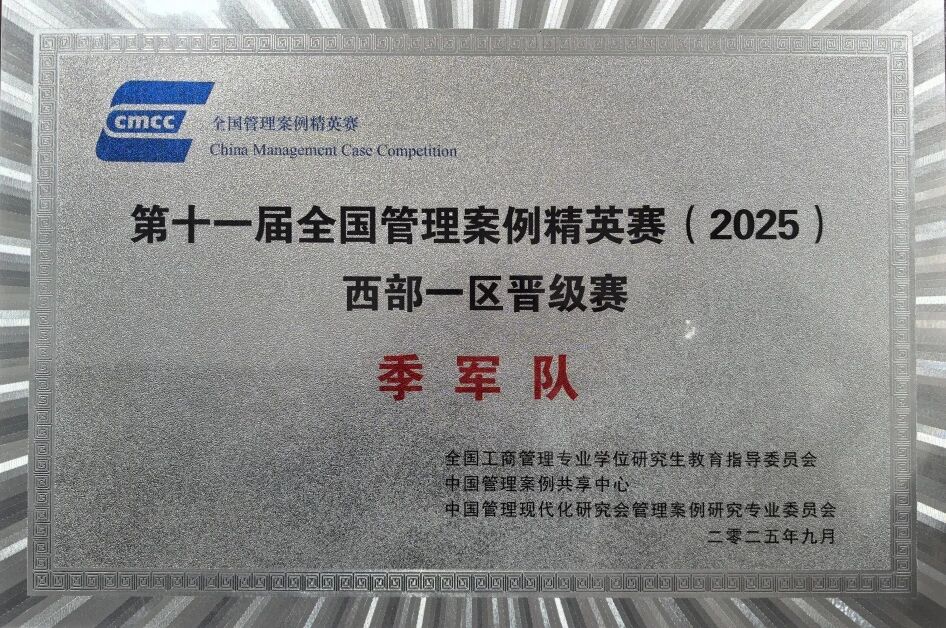 cmcc
全国管理案例精英赛
China Management Case Competition
第十一届全国管理案例精英赛（2025）
西部一区晋级赛
季军队
全国工商管理专业学位研究生教育指导委员会
中国管理案例共享中心
中国管理现代化研究会管理案例研究专业委员会
二零二五年九月